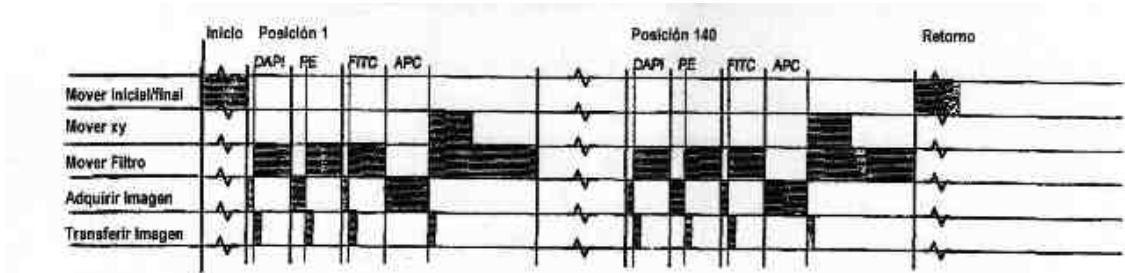 Inicio Posición 1 Posición 140 Retorno
DAPI PE FITC APC DAPI PE FITC APC
Mover inicial/final
Mover xy
Mover Filtro
Adquirir Imagen
Transferir Imagen